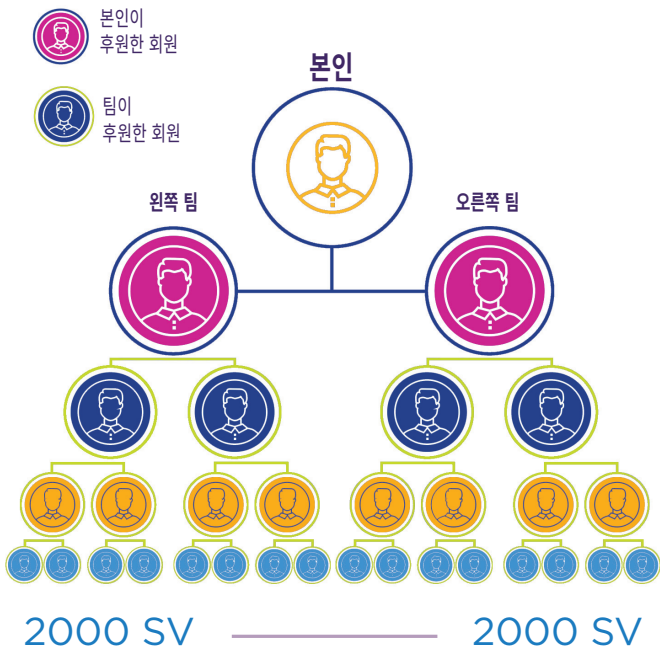 본인이
후원한 회원
팀이
후원한 회원
본인
왼쪽 팀
오른쪽 팀
2000 SV
2000 SV